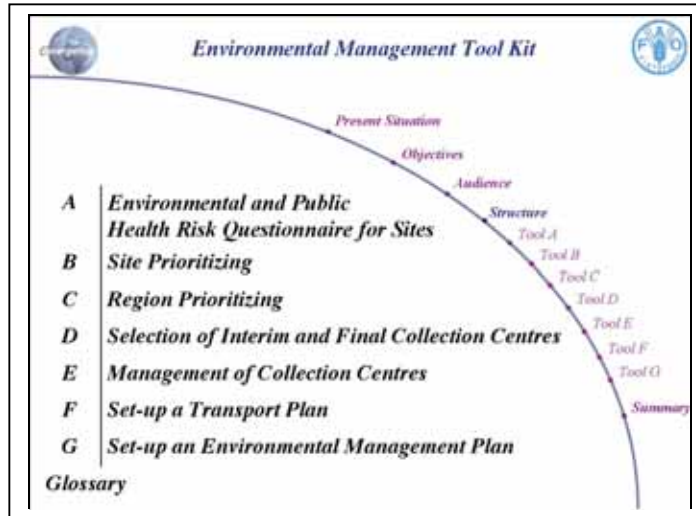 Environmental Management Tool Kit
F A O
Present Situation
Objectives
Audience
Structure
Tool A
Tool B
Tool C
Tool D
Tool E
Tool F
Tool G
Summary
A Environmental and Public
Health Risk Questionnaire for Sites
B Site Prioritizing
C Region Prioritizing
D Selection of Interim and Final Collection Centres
E Management of Collection Centres
F Set-up a Transport Plan
G Set-up an Environmental Management Plan
Glossary